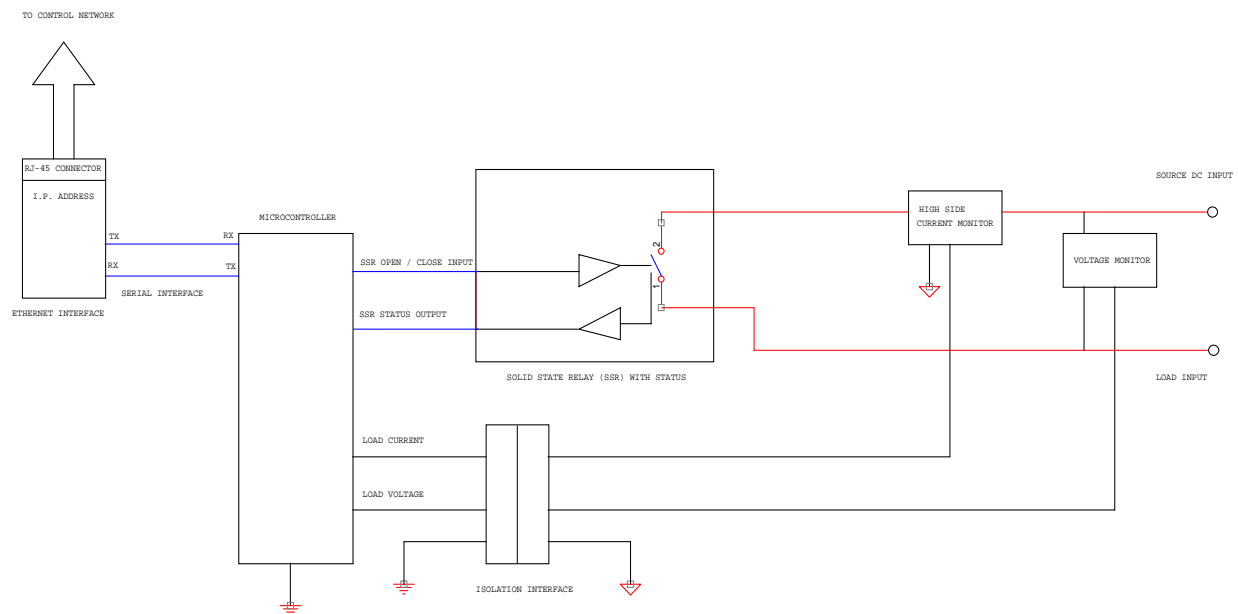 TO CONTROL NETWORK
RJ-45 CONNECTOR
I.P. ADDRESS
TX
RX
RX
TX
SERIAL INTERFACE
ETHERNET INTERFACE
MICROCONTROLLER
SSR OPEN / CLOSE INPUT
SSR STATUS OUTPUT
2
1
SOLID STATE RELAY (SSR) WITH STATUS
HIGH SIDE
CURRENT MONITOR
SOURCE DC INPUT
VOLTAGE MONITOR
LOAD INPUT
LOAD CURRENT
LOAD VOLTAGE
ISOLATION INTERFACE